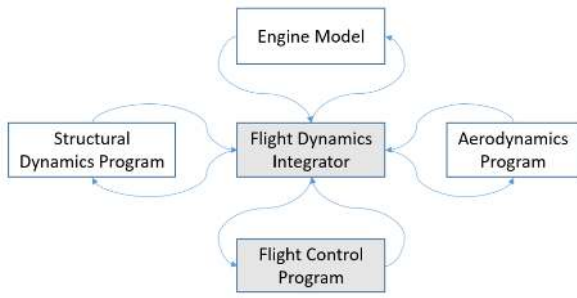 Engine Model
Structural
Dynamics Program
Flight Dynamics
Integrator
Aerodynamics
Program
Flight Control
Program